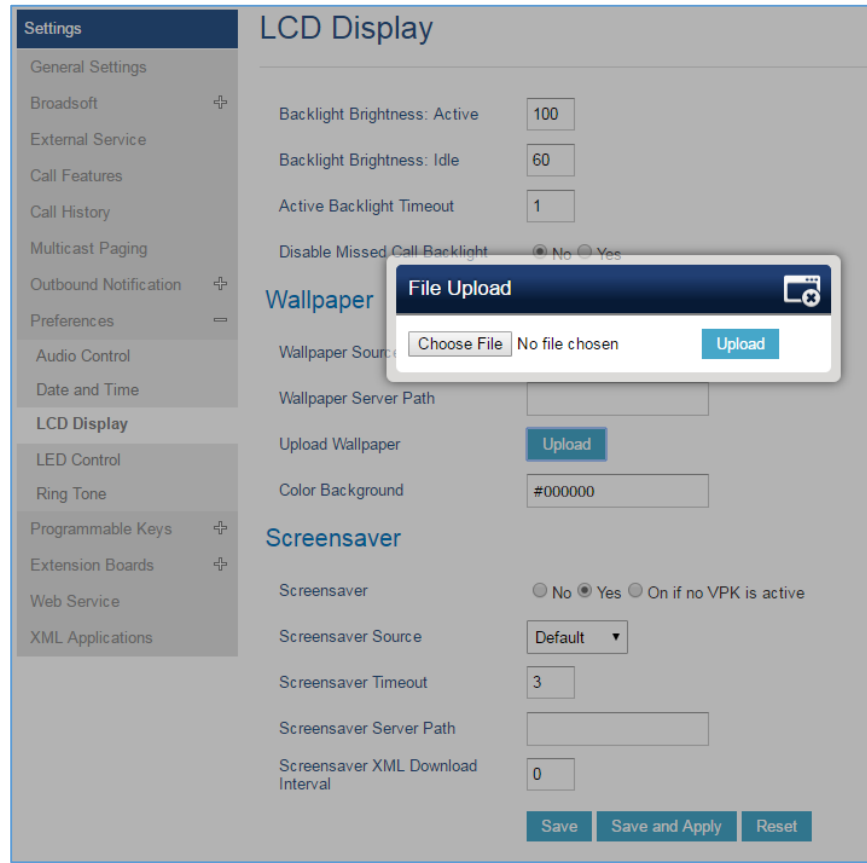 Settings
General Settings
Broadsoft
External Service
Call Features
Call History
Multicast Paging
Outbound Notification
Preferences
Audio Control
Date and Time
LCD Display
LED Control
Ring Tone
Programmable Keys
Extension Boards
Web Service
XML Applications
LCD Display
Backlight Brightness: Active 100
Backlight Brightness: Idle 60
Active Backlight Timeout 1
Disable Missed Call Backlight No Yes
File Upload
Choose File No file chosen Upload
Wallpaper
Wallpaper Source
Wallpaper Server Path
Upload Wallpaper Upload
Color Background #000000
Screensaver
Screensaver No Yes On if no VPK is active
Screensaver Source Default
Screensaver Timeout 3
Screensaver Server Path
Screensaver XML Download
Interval 0
Save Save and Apply Reset